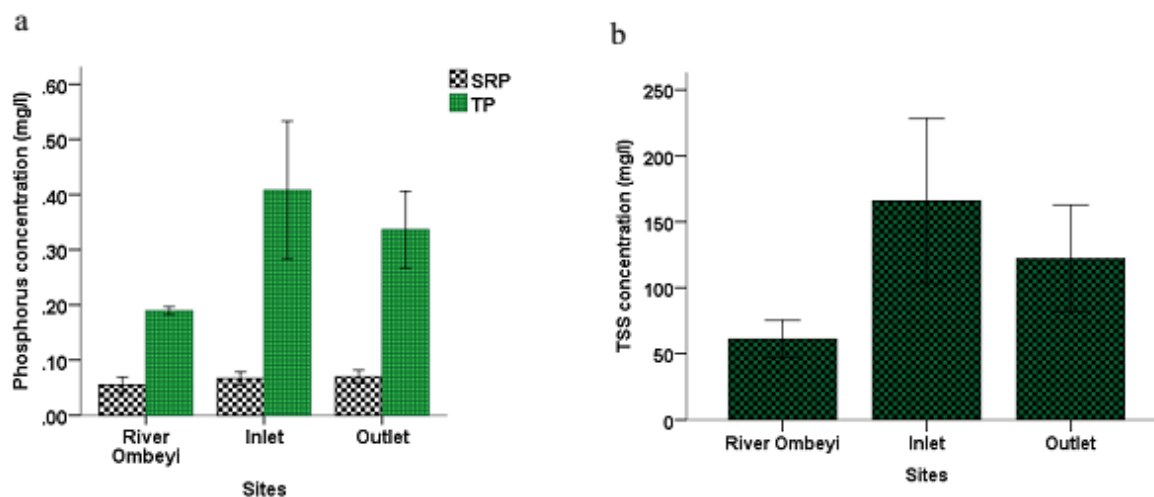 a
Phosphorus concentration (mg/l)
.60
.50
.40
.30
.20
.10
.00
River
Ombeyi
Inlet
Outlet
Sites
SRP
TP
b
TSS concentration (mg/l)
250
200
150
100
50
0
River Ombeyi
Inlet
Outlet
Sites